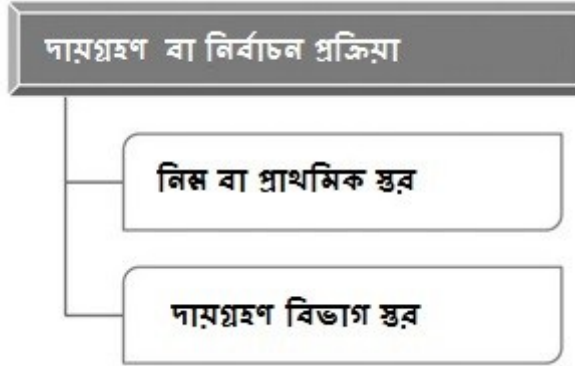 দায়গ্রহণ বা নির্বাচন প্রক্রিয়া
নিম্ন বা প্রাথমিক স্তর
দায়গ্রহণ বিভাগ স্তর